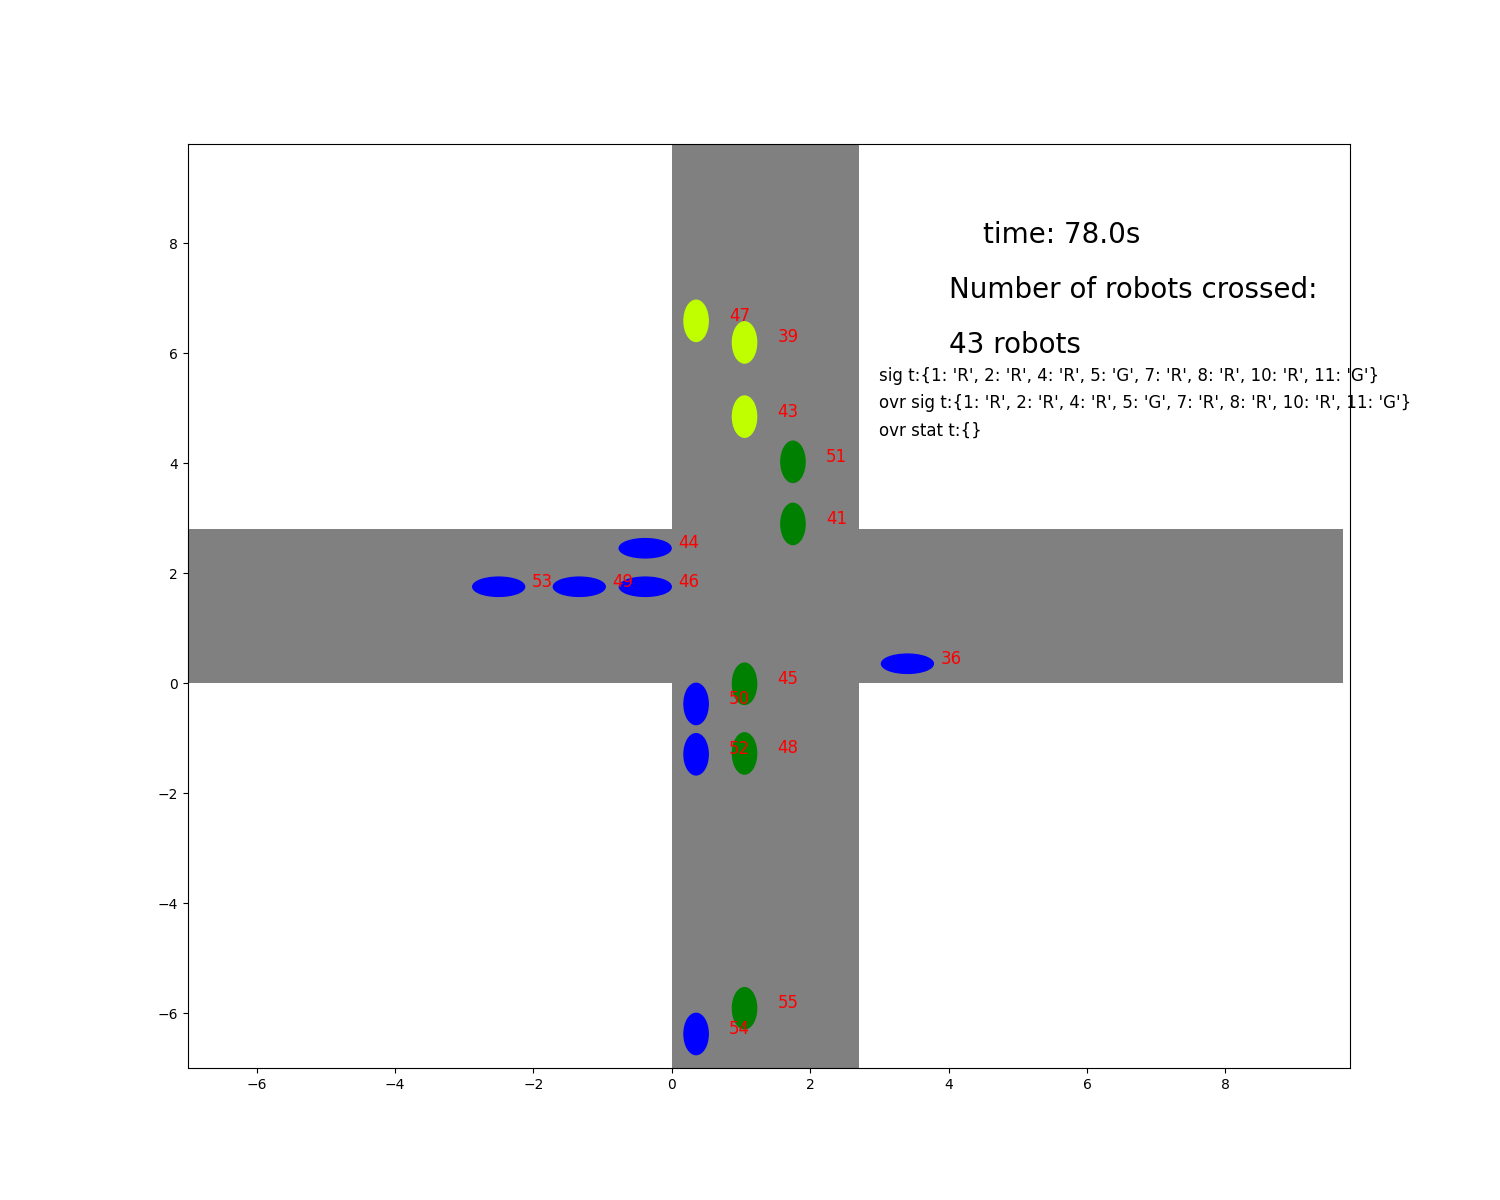 time: 78.0s
Number of robots crossed:
43 robots
sig t:{1: 'R', 2: 'R', 4: 'R', 5: 'G', 7: 'R', 8: 'R', 10: 'R', 11: 'G'}
ovr sig t:{1: 'R', 2: 'R', 4: 'R', 5: 'G', 7: 'R', 8: 'R', 10: 'R', 11: 'G'}
ovr stat t:{}
47
39
43
51
41
44
53 49 46
36
45
50
52 48
55
54
8
6
4
2
0
−2
−4
−6
−6 −4 −2 0 2 4 6 8